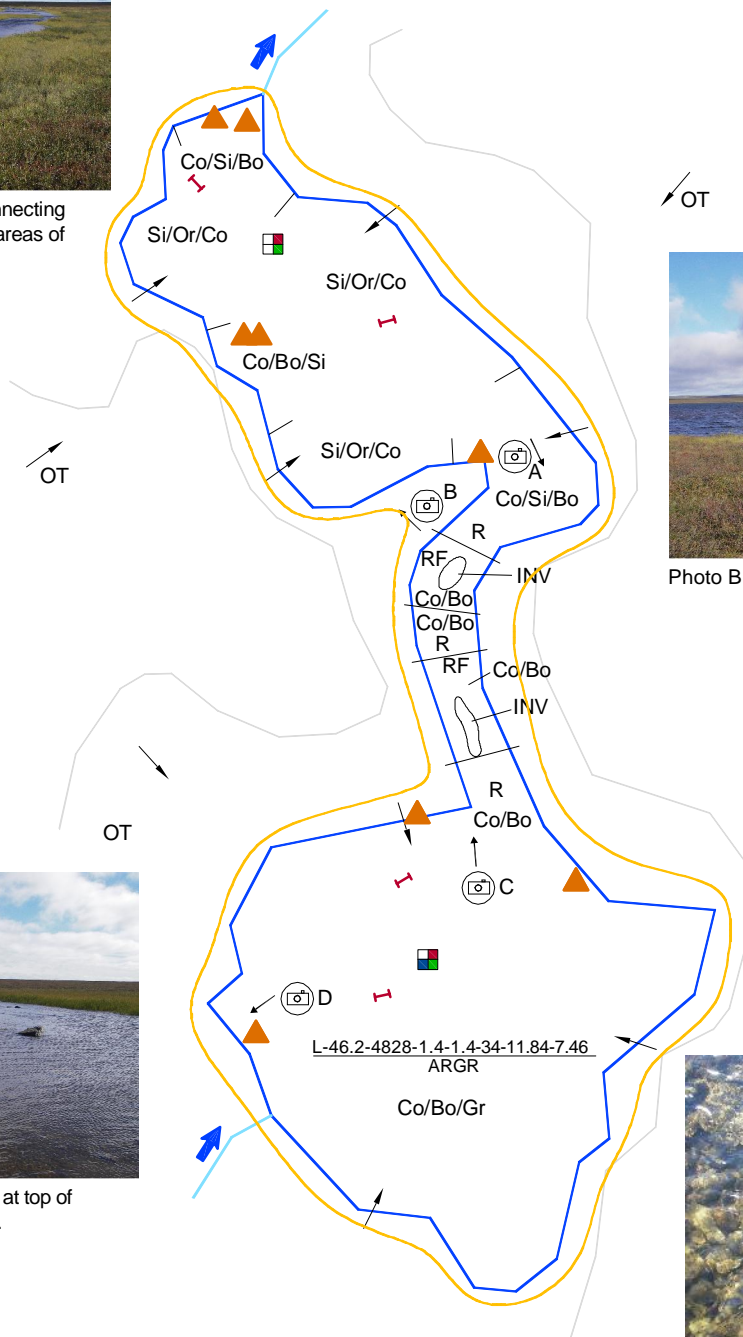 Co/Si/Bo
nnecting
areas of
Si/Or/Co
OT
Si/Or/Co
Co/Bo/Si
Si/Or/Co
OT
A
B
Co/Si/Bo
R
RF
INV
Photo B
Co/Bo
Co/Bo
R
RF
Co/Bo
INV
R
Co/Bo
OT
C
D
L-46.2-4828-1.4-1.4-34-11.84-7.46
ARGR
Co/Bo/Gr
at top of